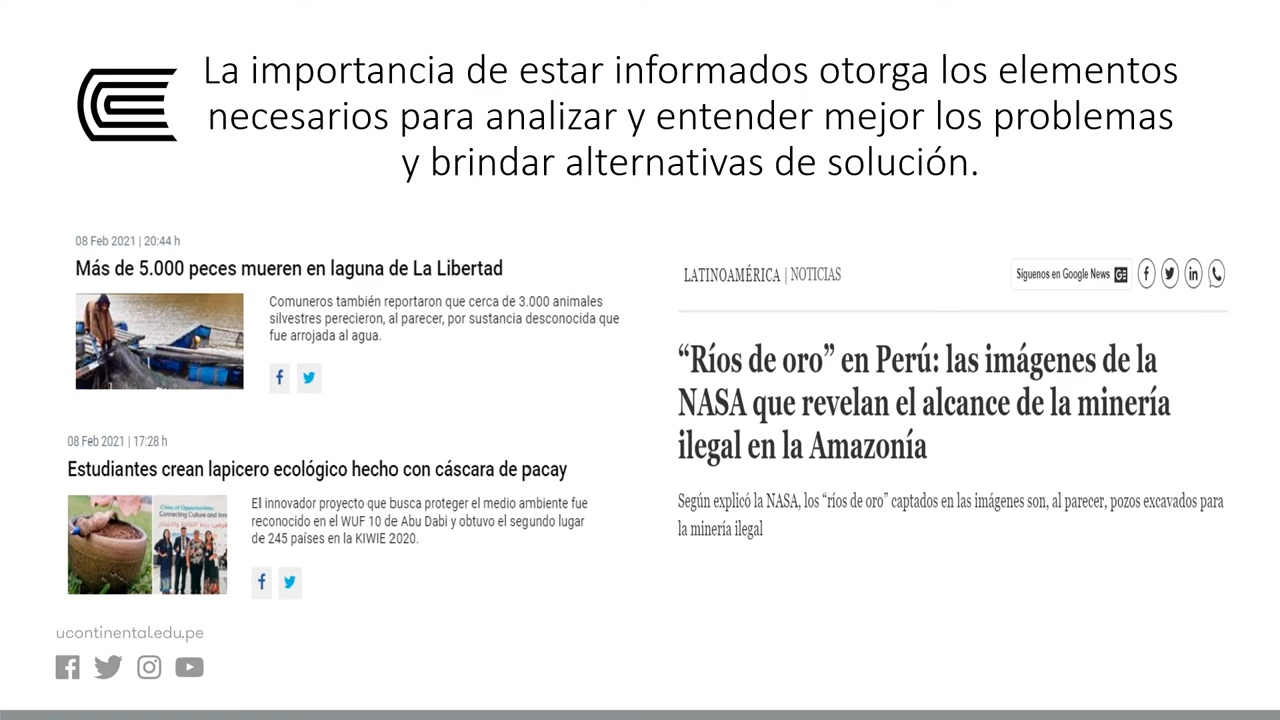 La importancia de estar informados otorga los elementos
necesarios para analizar y entender mejor los problemas
y brindar alternativas de solución.
08 Feb 2021 | 20:44 h
Más de 5.000 peces mueren en laguna de La Libertad
Comuneros también reportaron que cerca de 3.000 animales
silvestres perecieron, al parecer, por sustancia desconocida que
fue arrojada al agua.
08 Feb 2021 | 17:28 h
Estudiantes crean lapicero ecológico hecho con cáscara de pacay
Cities of Opportunities:
Connecting Culture and Inn
El innovador proyecto que busca proteger el medio ambiente fue
reconocido en el WUF 10 de Abu Dabi y obtuvo el segundo lugar
de 245 países en la KIWIE 2020.
LATINOAMÉRICA | NOTICIAS
Síguenos en Google News
“Ríos de oro” en Perú: las imágenes de la
NASA que revelan el alcance de la minería
ilegal en la Amazonía
Según explicó la NASA, los “ríos de oro” captados en las imágenes son, al parecer, pozos excavados para
la minería ilegal
ucontinental.edu.pe